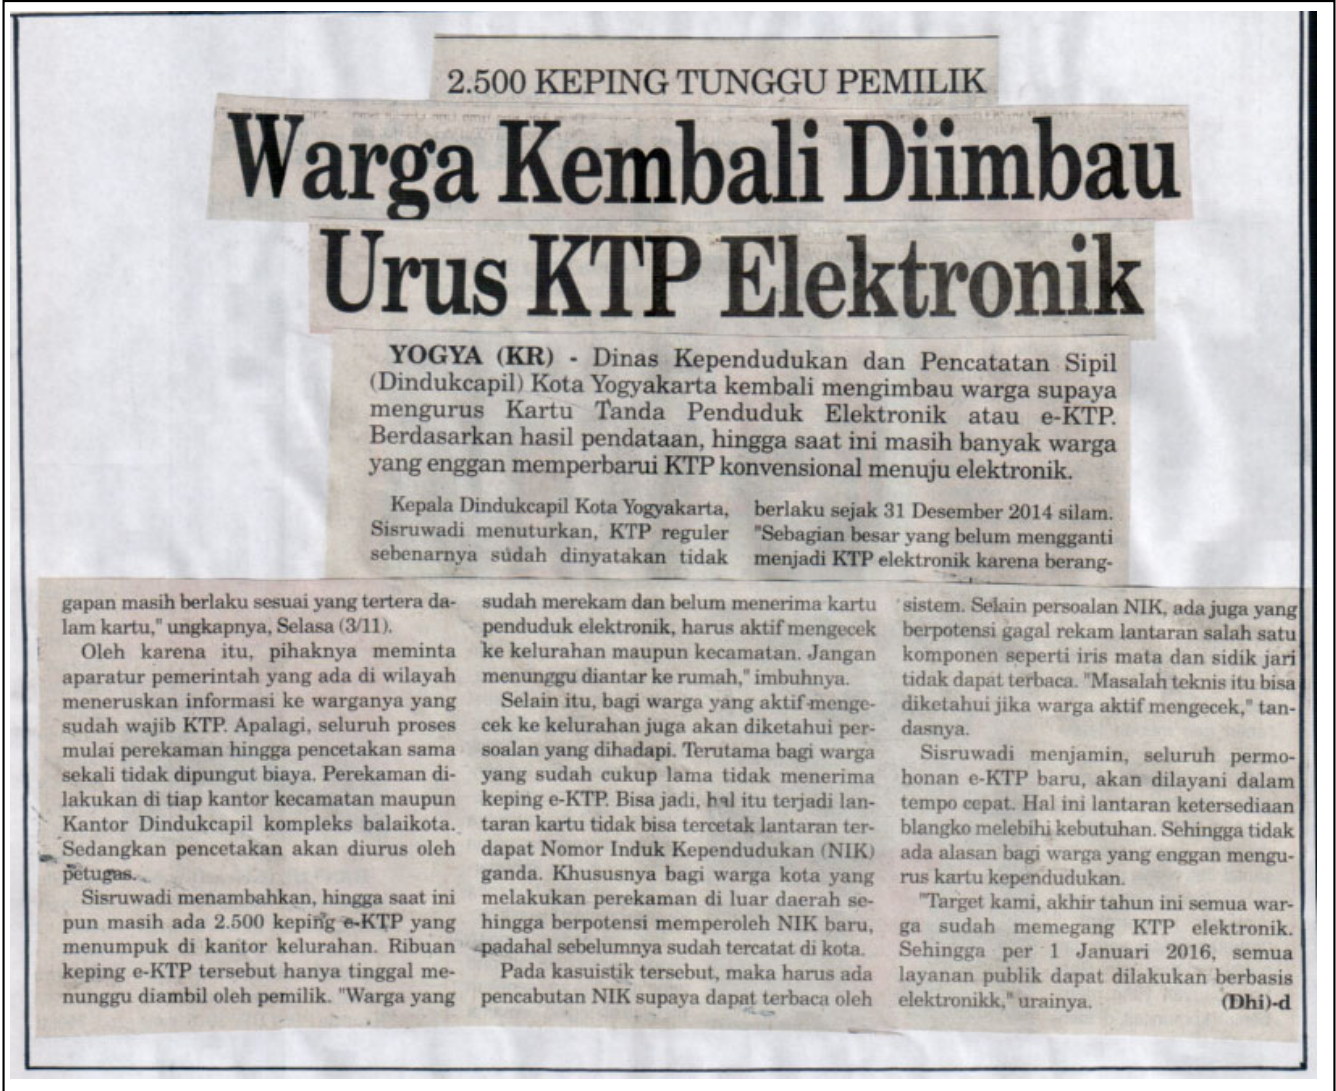 2.500 KEPING TUNGGU PEMILIK
Warga Kembali Diimbau
Urus KTP Elektronik
YOGYA (KR) - Dinas Kependudukan dan Pencatatan Sipil
(Dindukcapil) Kota Yogyakarta kembali mengimbau warga supaya
mengurus Kartu Tanda Penduduk Elektronik atau e-KTP.
Berdasarkan hasil pendataan, hingga saat ini masih banyak warga
yang enggan memperbarui KTP konvensional menuju elektronik.
Kepala Dindukcapil Kota Yogyakarta,
Sisruwadi menuturkan, KTP reguler
sebenarnya sudah dinyatakan tidak
berlaku sejak 31 Desember 2014 silam.
"Sebagian besar yang belum mengganti
menjadi KTP elektronik karena berang-
gapan masih berlaku sesuai yang tertera da-
lam kartu," ungkapnya, Selasa (3/11).
Oleh karena itu, pihaknya meminta
aparatur pemerintah yang ada di wilayah
meneruskan informasi ke warganya yang
sudah wajib KTP. Apalagi, seluruh proses
mulai perekaman hingga pencetakan sama
sekali tidak dipungut biaya. Perekaman di-
lakukan di tiap kantor kecamatan maupun
Kantor Dindukcapil kompleks balaikota.
Sedangkan pencetakan akan diurus oleh
petugas.
Sisruwadi menambahkan, hingga saat ini
pun masih ada 2.500 keping e-KTP yang
menumpuk di kantor kelurahan. Ribuan
keping e-KTP tersebut hanya tinggal me-
nunggu diambil oleh pemilik. "Warga yang
sudah merekam dan belum menerima kartu
penduduk elektronik, harus aktif mengecek
ke kelurahan maupun kecamatan. Jangan
menunggu diantar ke rumah," imbuhnya.
Selain itu, bagi warga yang aktif menge-
cek ke kelurahan juga akan diketahui per-
soalan yang dihadapi. Terutama bagi warga
yang sudah cukup lama tidak menerima
keping e-KTP. Bisa jadi, hal itu terjadi lan-
taran kartu tidak bisa tercetak lantaran ter-
dapat Nomor Induk Kependudukan (NIK)
ganda. Khususnya bagi warga kota yang
melakukan perekaman di luar daerah se-
hingga berpotensi memperoleh NIK baru,
padahal sebelumnya sudah tercatat di kota.
Pada kasuistik tersebut, maka harus ada
pencabutan NIK supaya dapat terbaca oleh
sistem. Selain persoalan NIK, ada juga yang
berpotensi gagal rekam lantaran salah satu
komponen seperti iris mata dan sidik jari
tidak dapat terbaca. "Masalah teknis itu bisa
diketahui jika warga aktif mengecek," tan-
dasnya.
Sisruwadi menjamin, seluruh permo-
honan e-KTP baru, akan dilayani dalam
tempo cepat. Hal ini lantaran ketersediaan
blangko melebihi kebutuhan. Sehingga tidak
ada alasan bagi warga yang enggan mengu-
rus kartu kependudukan.
"Target kami, akhir tahun ini semua war-
ga sudah memegang KTP elektronik.
Sehingga per 1 Januari 2016, semua
layanan publik dapat dilakukan berbasis
elektronikk," urainya. (Dhi)-d